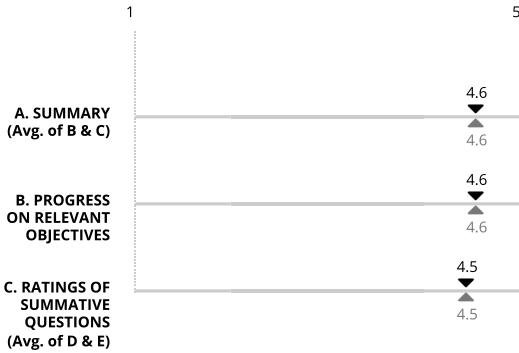 1 5
4.6
A. SUMMARY
(Avg. of B & C)
4.6
4.6
B. PROGRESS
ON RELEVANT
OBJECTIVES
4.6
4.5
C. RATINGS OF
SUMMATIVE
QUESTIONS
(Avg. of D & E)
4.5